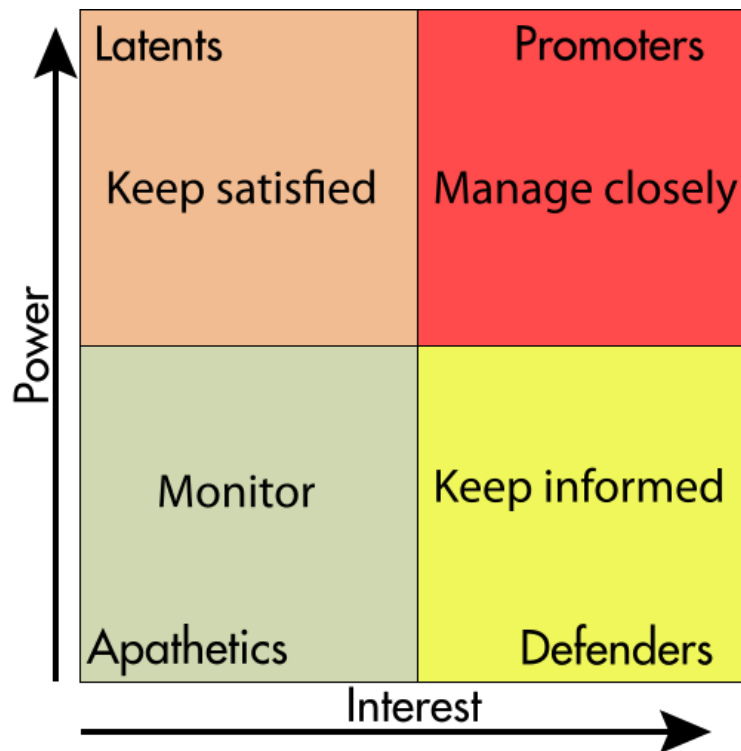 Latents
Promoters
Keep satisfied
Manage closely
Power
Monitor
Keep informed
Apathetics
Defenders
Interest